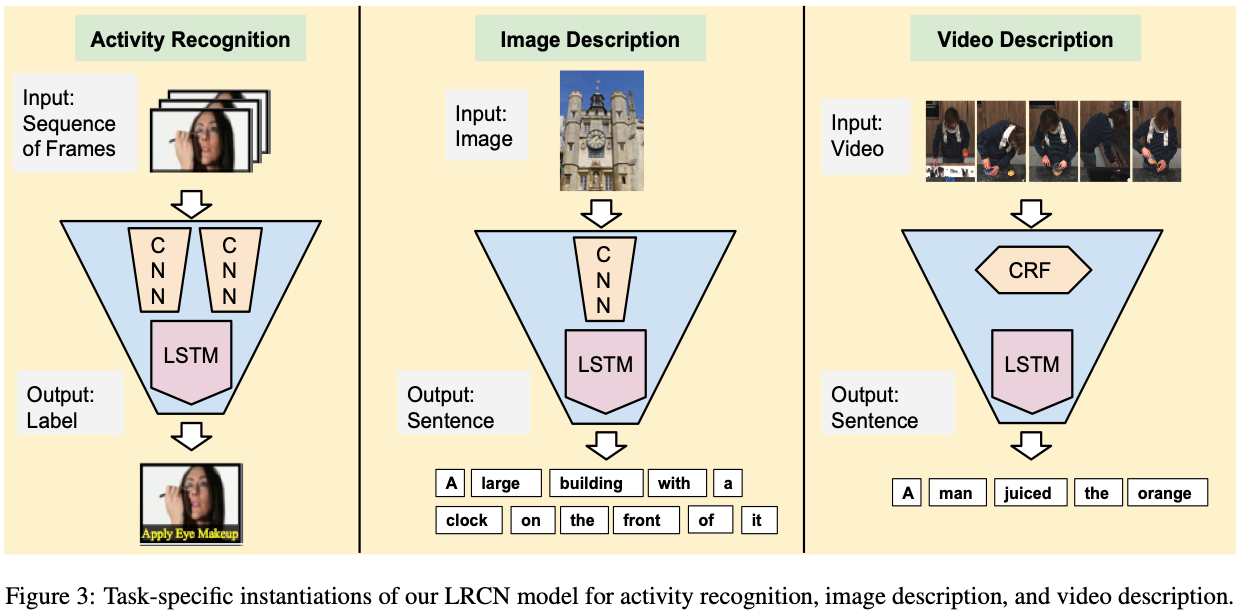 Activity Recognition
Input:
Sequence
of Frames
C
N
N
C
N
N
LSTM
Output:
Label
Apply Eye Makeup
Image Description
Input:
Image
C
N
N
LSTM
Output:
Sentence
A large building with a
clock on the front of it
Video Description
Input:
Video
CRF
LSTM
Output:
Sentence
A man juiced the orange
Figure 3: Task-specific instantiations of our LRCN model for activity recognition, image description, and video description.